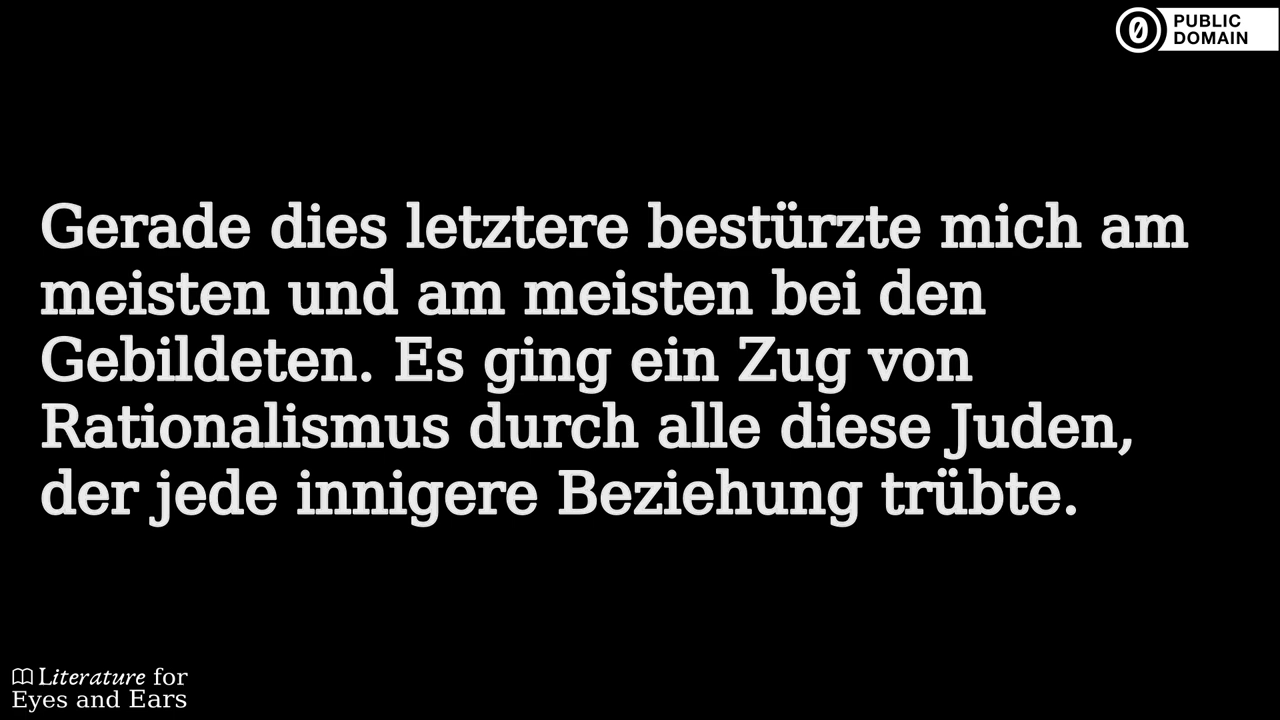 PUBLIC
DOMAIN
Gerade dies letztere bestürzte mich am
meisten und am meisten bei den
Gebildeten. Es ging ein Zug von
Rationalismus durch alle diese Juden,
der jede innigere Beziehung trübte.
Literature for
Eyes and Ears